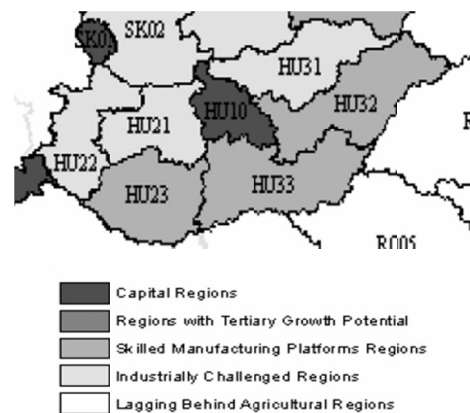 SK01
SK02
HU31
HU10
HU32
HU21
HU22
HU23
HU33
RO05
Capital Regions
Regions with Tertiary Growth Potential
Skilled Manufacturing Platforms Regions
Industrially Challenged Regions
Lagging Behind Agricultural Regions